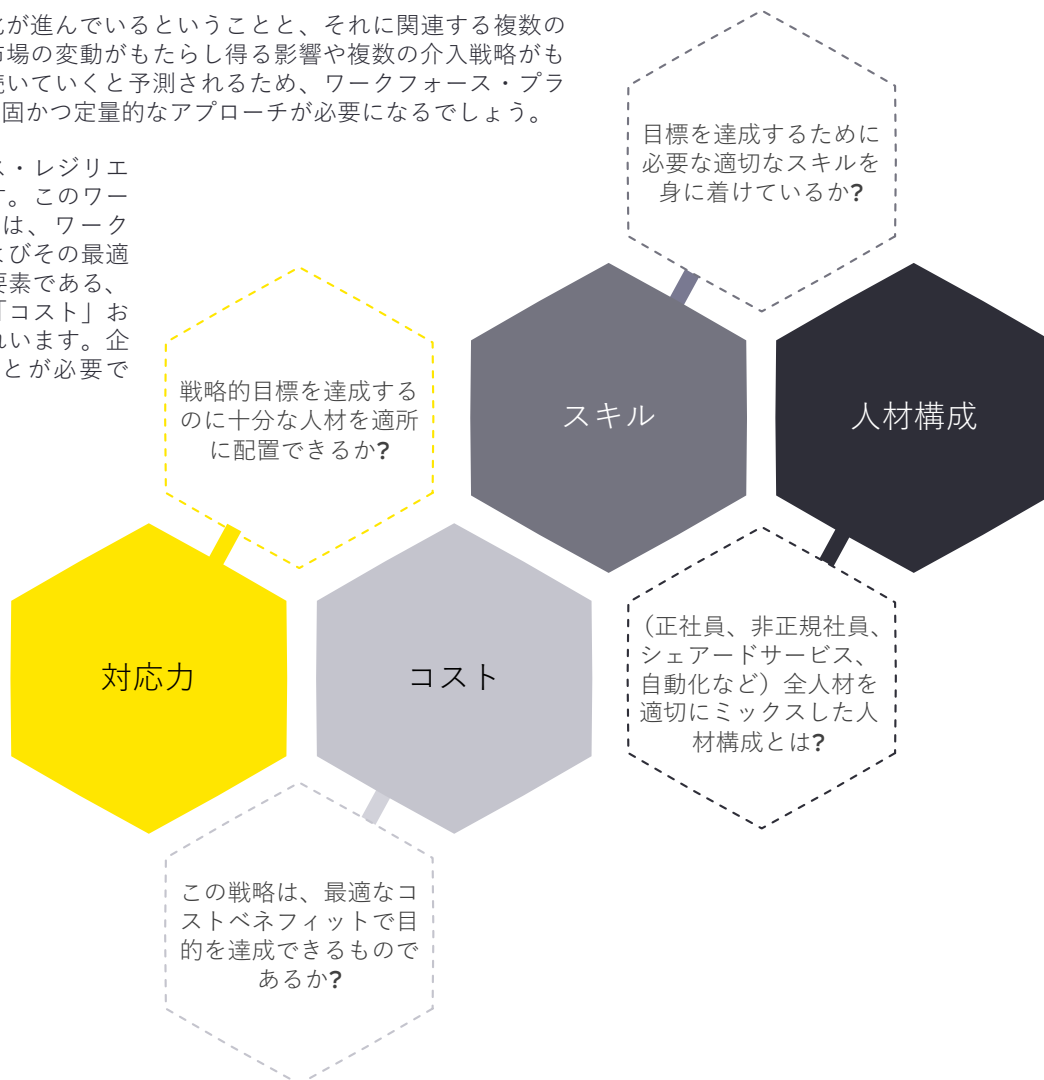 化が進んでいるということと、それに関連する複数の
市場の変動がもたらし得る影響や複数の介入戦略がも
続いていくと予測されるため、ワークフォース・プラ
固かつ定量的なアプローチが必要になるでしょう。
ス・レジリエ
す。このワー
は、ワーク
よびその最適
要素である、
「コスト」お
れいます。企
とが必要で
目標を達成するために
必要な適切なスキルを
身に着けているか?
戦略的目標を達成する
のに十分な人材を適所
に配置できるか?
スキル
人材構成
対応力
コスト
（正社員、非正規社員、
シェアードサービス、
自動化など）全人材を
適切にミックスした人
材構成とは?
この戦略は、最適なコ
ストベネフィットで目
的を達成できるもので
あるか?